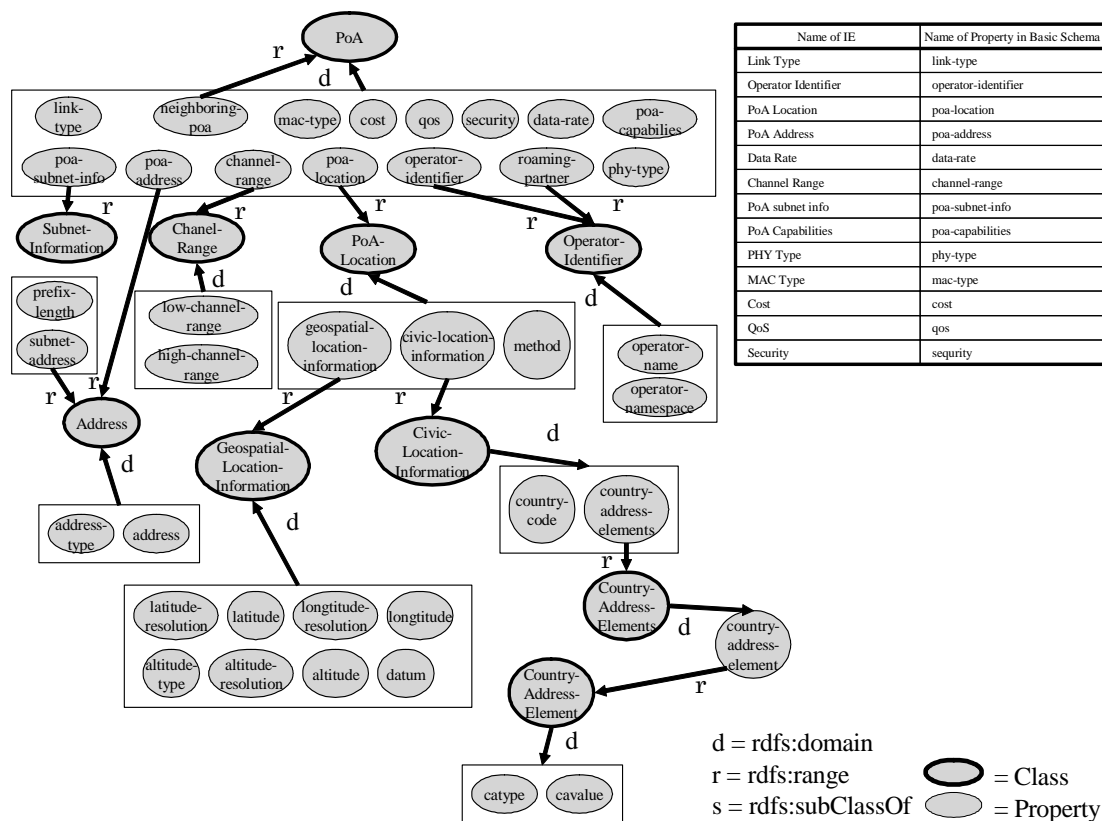 PoA
r
d
link-
type
neighboring-
poa
mac-type
cost
qos
security
data-rate
poa-
capabilies
poa-
subnet-info
poa-
address
channel-
range
poa-
location
operator-
identifier
roaming-
partner
phy-type
r
r
r
r
r
Subnet-
Information
Chanel-
Range
PoA-
Location
Operator-
Identifier
d
d
d
prefix-
length
subnet-
address
low-channel-
range
high-channel-
range
geospatial-
location-
information
civic-location-
information
method
operator-
name
operator-
namespace
r
r
r
r
Address
Geospatial-
Location-
Information
Civic-
Location-
Information
d
d
d
address-
type
address
country-
code
country-
address-
elements
r
latitude-
resolution
latitude
longtitude-
resolution
longtitude
altitude-
type
altitude-
resolution
altitude
datum
Country-
Address-
Elements
d
country-
address-
element
r
Country-
Address-
Element
d
catype
cavalue
Name of IE Name of Property in Basic Schema
Link Type link-type
Operator Identifier operator-identifier
PoA Location poa-location
PoA Address poa-address
Data Rate data-rate
Channel Range channel-range
PoA subnet info poa-subnet-info
PoA Capabilities poa-capabilities
PHY Type phy-type
MAC Type mac-type
Cost cost
QoS qos
Security sequrity
d = rdfs:domain
r = rdfs:range = Class
s = rdfs:subClassOf = Property